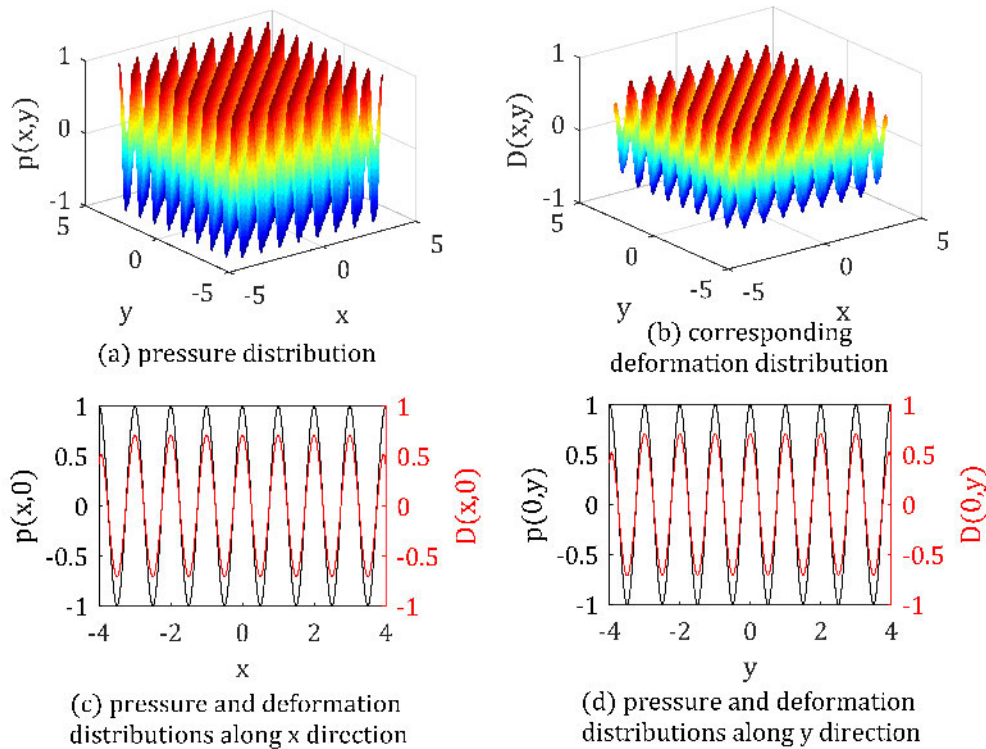 1
0
-1
p(x,y)
5
0
-5
y
-5
0
5
x
(a) pressure distribution
1
0
-1
D(x,y)
5
0
-5
y
-5
0
5
x
(b) corresponding
deformation distribution
1
0.5
0
-0.5
-1
p(x,0)
-4
-2
0
2
4
x
1
0.5
0
-0.5
-1
D(x,0)
(c) pressure and deformation
distributions along x direction
1
0.5
0
-0.5
-1
p(0,y)
-4
-2
0
2
4
y
1
0.5
0
-0.5
-1
D(0,y)
(d) pressure and deformation
distributions along y direction